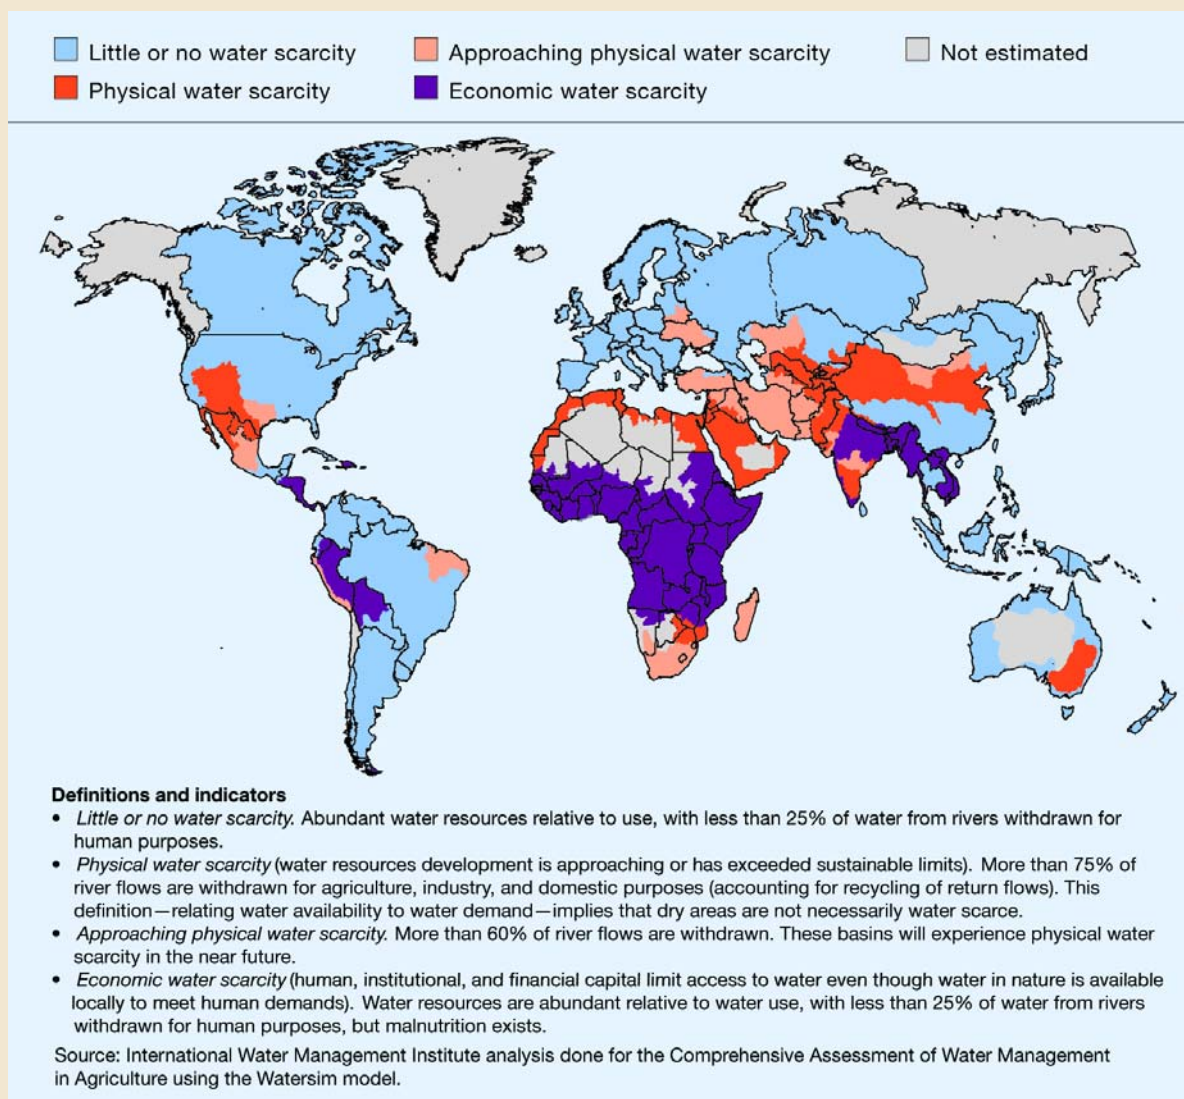 Little or no water scarcity
Approaching physical water scarcity
Not estimated
Physical water scarcity
Economic water scarcity
Definitions and indicators
• Little or no water scarcity. Abundant water resources relative to use, with less than 25% of water from rivers withdrawn for
human purposes.
• Physical water scarcity (water resources development is approaching or has exceeded sustainable limits). More than 75% of
river flows are withdrawn for agriculture, industry, and domestic purposes (accounting for recycling of return flows). This
definition—relating water availability to water demand—implies that dry areas are not necessarily water scarce.
• Approaching physical water scarcity. More than 60% of river flows are withdrawn. These basins will experience physical water
scarcity in the near future.
• Economic water scarcity (human, institutional, and financial capital limit access to water even though water in nature is available
locally to meet human demands). Water resources are abundant relative to water use, with less than 25% of water from rivers
withdrawn for human purposes, but malnutrition exists.
Source: International Water Management Institute analysis done for the Comprehensive Assessment of Water Management
in Agriculture using the Watersim model.